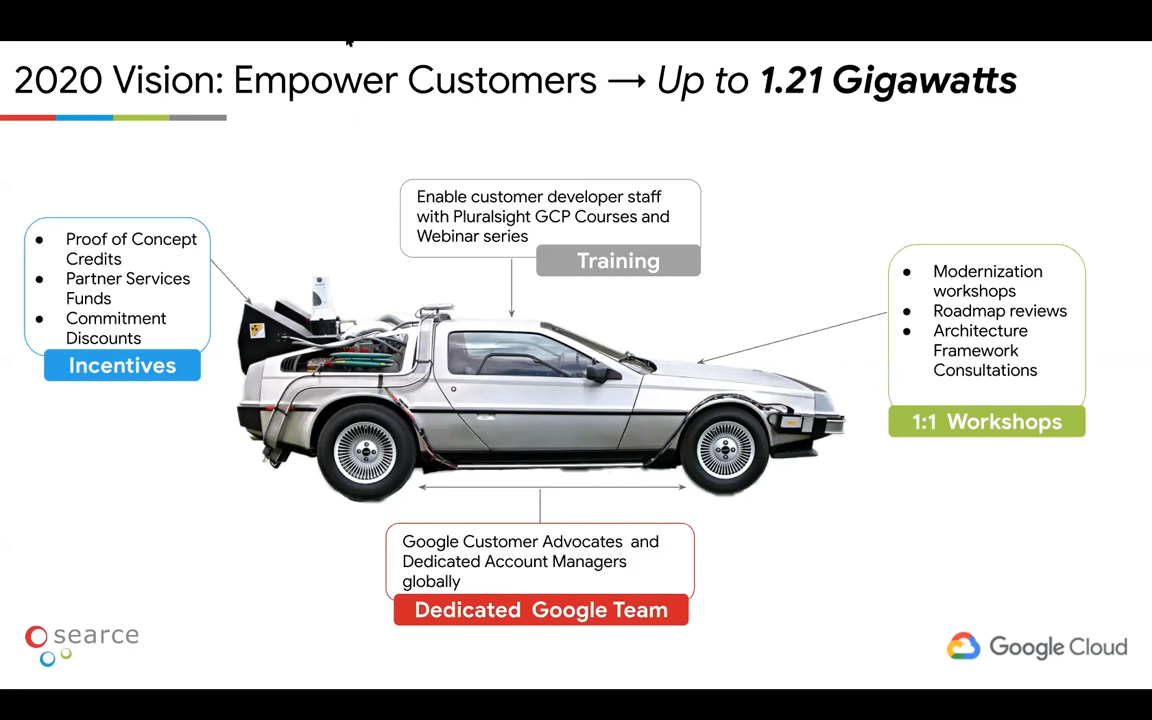 2020 Vision: Empower Customers → Up to 1.21 Gigawatts
Enable customer developer staff
with Pluralsight GCP Courses and
Webinar series
Training
● Proof of Concept
Credits
● Partner Services
Funds
● Commitment
Discounts
Incentives
● Modernization
workshops
● Roadmap reviews
● Architecture
Framework
Consultations
1:1 Workshops
Google Customer Advocates and
Dedicated Account Managers
globally
Dedicated Google Team
searce
Google Cloud